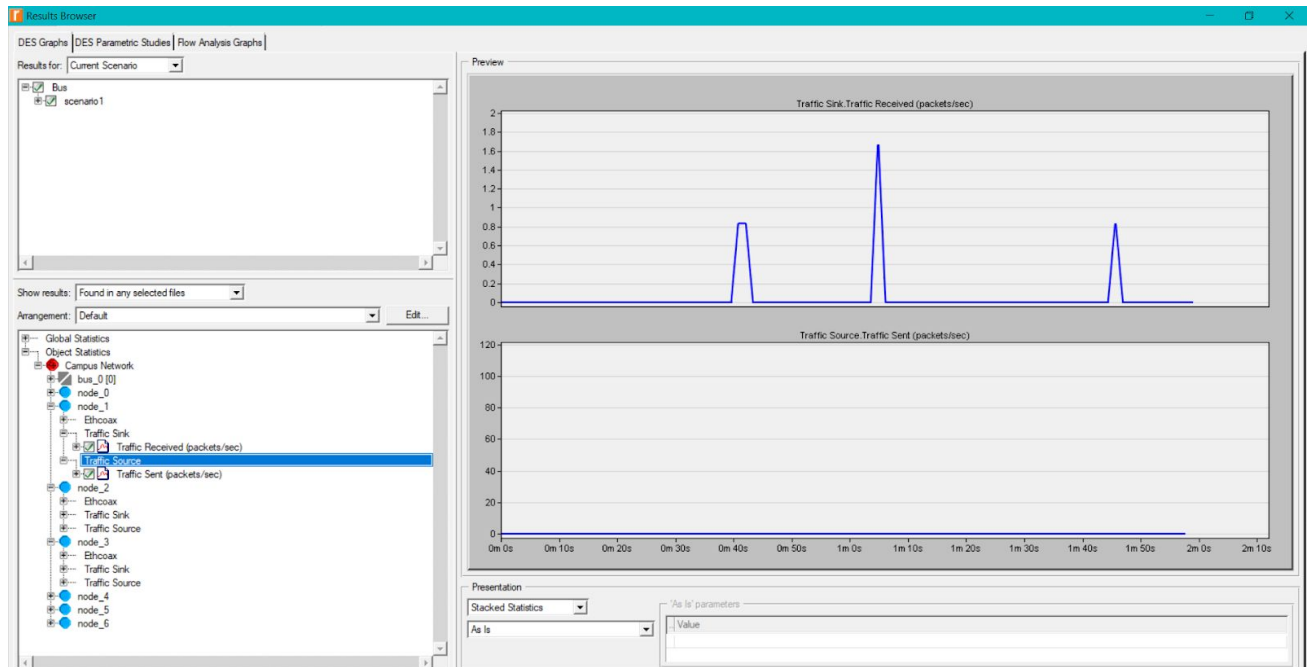 Results Browser
DES Graphs DES Parametric Studies Flow Analysis Graphs
Results for: Current Scenario
Bus
scenario1
Show results: Found in any selected files
Arrangement: Default Edit...
Global Statistics
Object Statistics
Campus Network
bus_0 [0]
node_0
node_1
Ethcoax
Traffic Sink
Traffic Received (packets/sec)
Traffic Source
Traffic Sent (packets/sec)
node_2
Ethcoax
Traffic Sink
Traffic Source
node_3
Ethcoax
Traffic Sink
Traffic Source
node_4
node_5
node_6
Preview
Traffic Sink.Traffic Received (packets/sec)
2
1.8
1.6
1.4
1.2
1
0.8
0.6
0.4
0.2
0
Traffic Source.Traffic Sent (packets/sec)
120
100
80
60
40
20
0
0m 0s 0m 10s 0m 20s 0m 30s 0m 40s 0m 50s 1m 0s 1m 10s 1m 20s 1m 30s 1m 40s 1m 50s 2m 0s 2m 10s
Presentation
Stacked Statistics
As Is
'As Is' parameters
Value